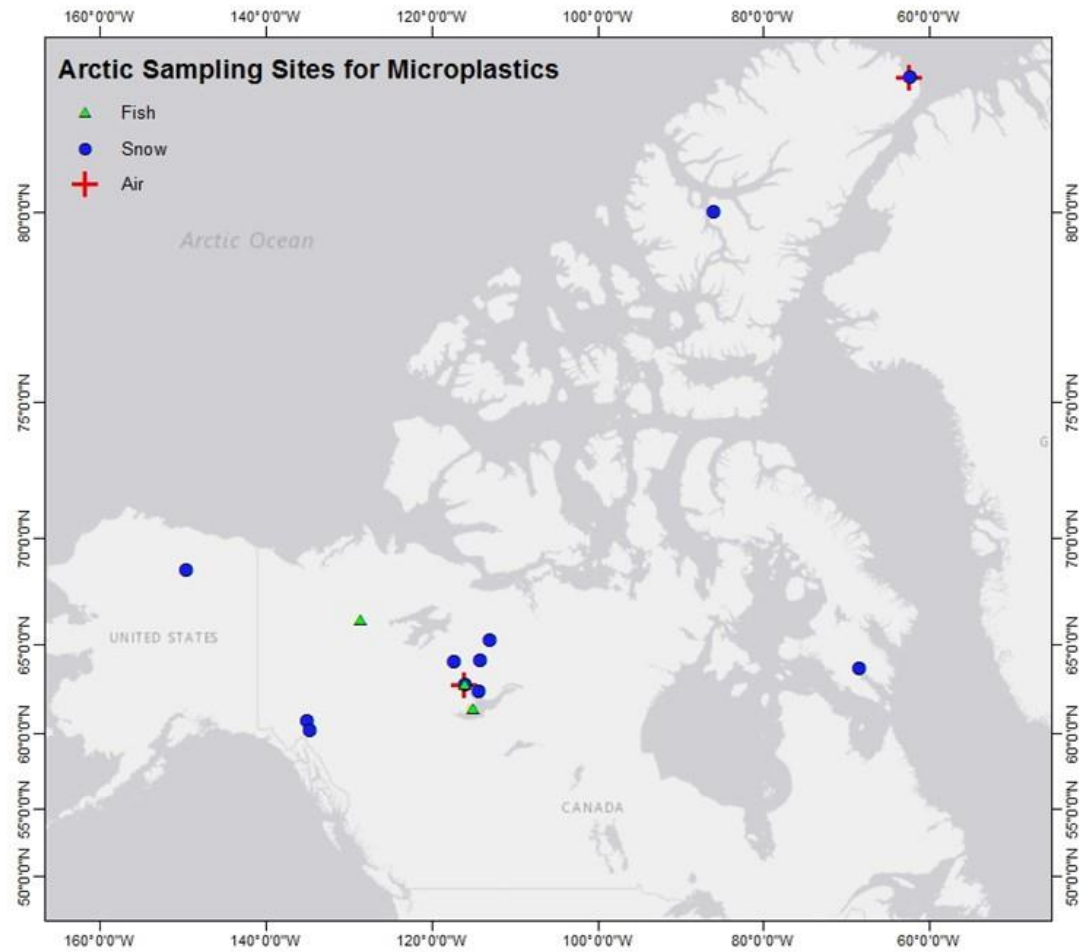 160°0'0"W 140°0'0"W 120°0'0"W 100°0'0"W 80°0'0"W 60°0'0"W
Arctic Sampling Sites for Microplastics
Fish
Snow
Air
80°0'0"N 80°0'0"N
Arctic Ocean
75°0'0"N 75°0'0"N
G
70°0'0"N 70°0'0"N
UNITED STATES
65°0'0"N 65°0'0"N
60°0'0"N 60°0'0"N
CANADA
55°0'0"N 55°0'0"N
50°0'0"N 50°0'0"N
160°0'0"W 140°0'0"W 120°0'0"W 100°0'0"W 80°0'0"W 60°0'0"W